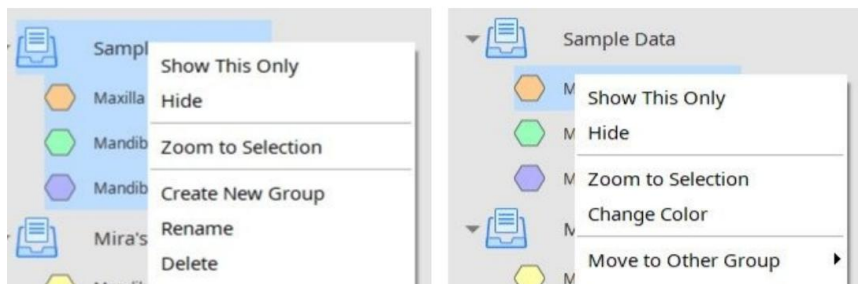 Sampl
Show This Only
Maxilla
Hide
Mandib
Zoom to Selection
Mandib
Create New Group
Mira's
Rename
Delete
Sample Data
M
Show This Only
M
Hide
M
Zoom to Selection
Change Color
M
Move to Other Group
M